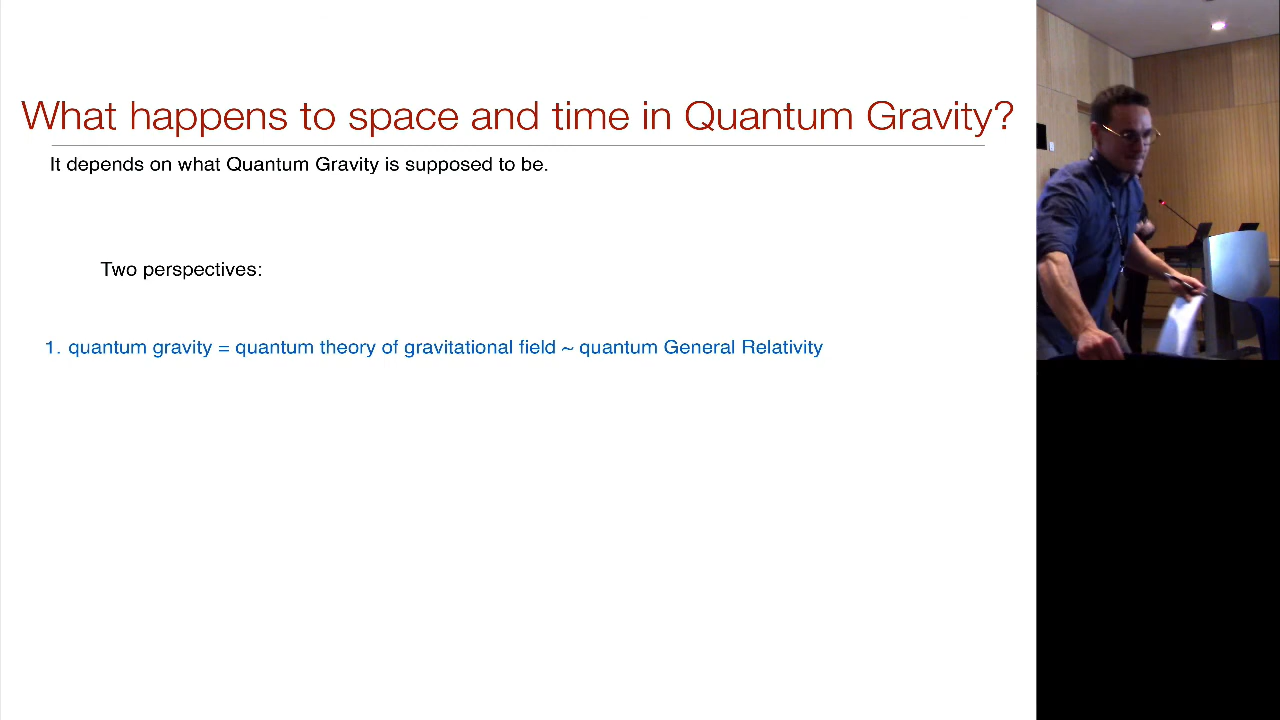 What happens to space and time in Quantum Gravity?
It depends on what Quantum Gravity is supposed to be.
Two perspectives:
1. quantum gravity = quantum theory of gravitational field ~ quantum General Relativity